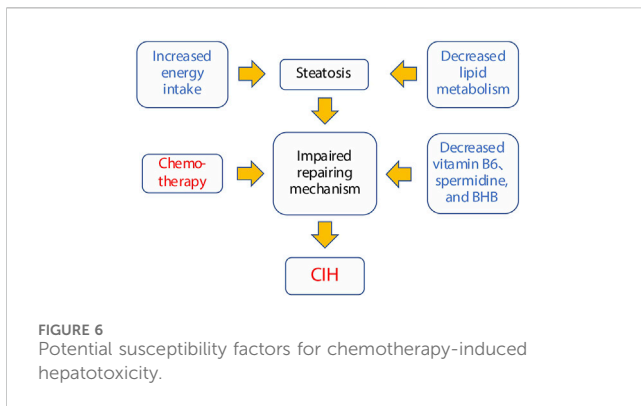 Increased
energy
intake
Steatosis
Decreased
lipid
metabolism
Chemo-
therapy
Impaired
repairing
mechanism
Decreased
vitamin B6、
spermidine,
and BHB
CIH
FIGURE 6
Potential susceptibility factors for chemotherapy-induced
hepatotoxicity.